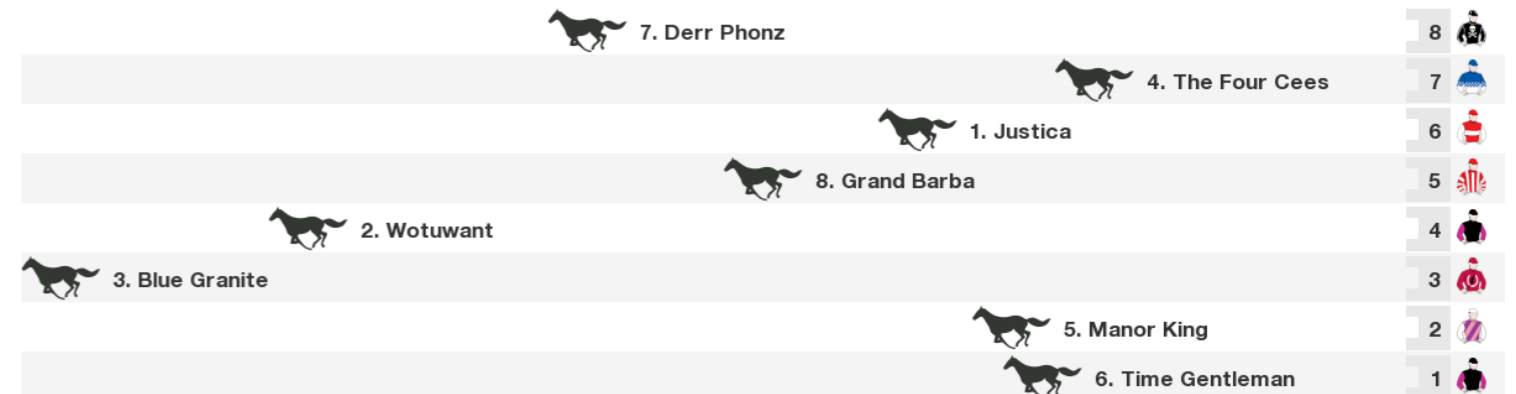 7. Derr Phonz 8
4. The Four Cees 7
1. Justica 6
8. Grand Barba 5
2. Wotuwant 4
3. Blue Granite 3
5. Manor King 2
6. Time Gentleman 1